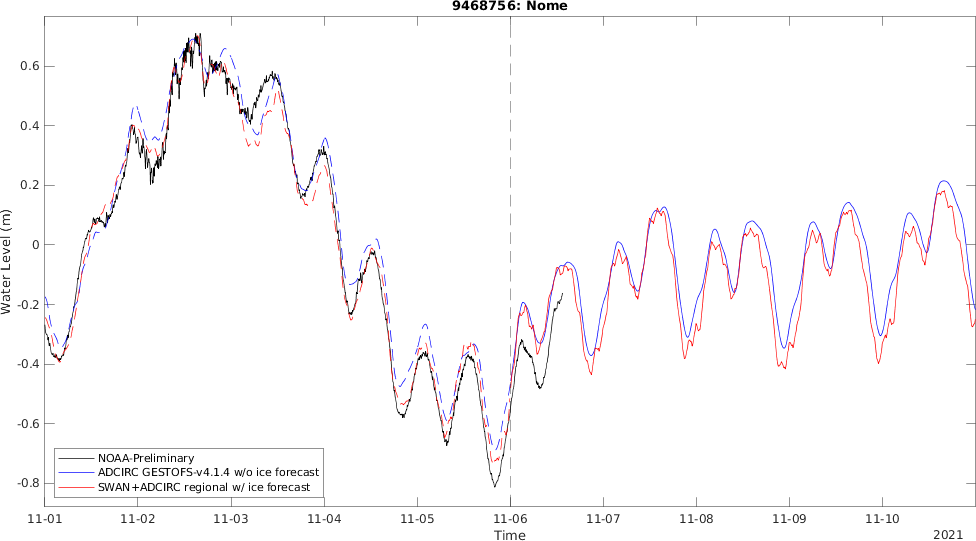 9468756: Nome
Water Level (m)
0.6
0.4
0.2
0
-0.2
-0.4
-0.6
-0.8
NOAA-Preliminary
ADCIRC GESTOFS-v4.1.4 w/o ice forecast
SWAN+ADCIRC regional w/ ice forecast
11-01 11-02 11-03 11-04 11-05 11-06 11-07 11-08 11-09 11-10
Time
2021